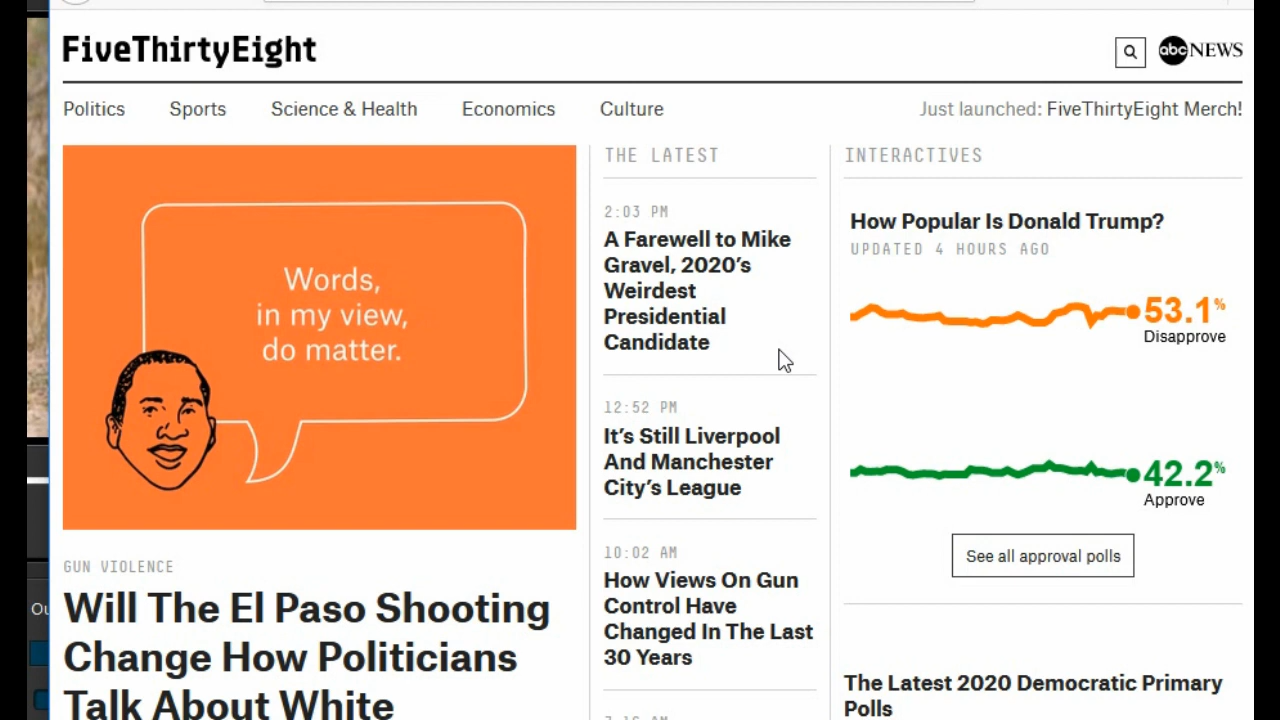 FiveThirtyEight
abc NEWS
Politics
Sports
Science & Health
Economics
Culture
Just launched: FiveThirtyEight Merch!
Words,
in my view,
do matter.
GUN VIOLENCE
Will The El Paso Shooting
Change How Politicians
Talk About White
THE LATEST
2:03 PM
A Farewell to Mike
Gravel, 2020’s
Weirdest
Presidential
Candidate
12:52 PM
It’s Still Liverpool
And Manchester
City’s League
10:02 AM
How Views On Gun
Control Have
Changed In The Last
30 Years
INTERACTIVES
How Popular Is Donald Trump?
UPDATED 4 HOURS AGO
53.1%
Disapprove
42.2%
Approve
See all approval polls
The Latest 2020 Democratic Primary
Polls